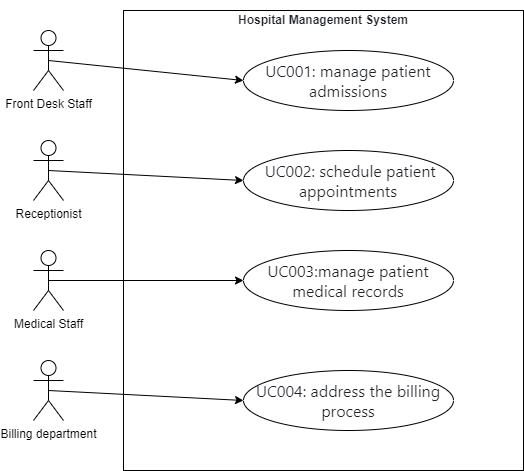 Hospital Management System
UC001: manage patient
admissions
Front Desk Staff
UC002: schedule patient
appointments
Receptionist
UC003:manage patient
medical records
Medical Staff
UC004: address the billing
process
Billing department